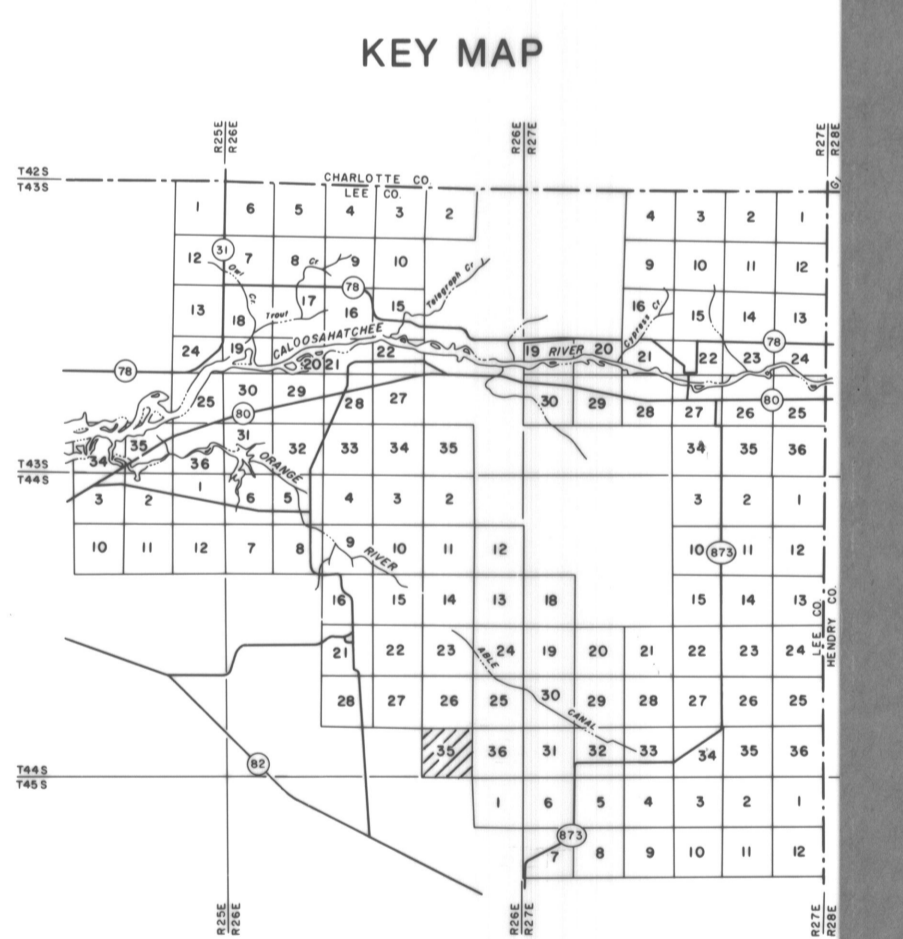 KEY MAP
R25E R26E
R26E R27E
R27E R28E
T42S
T43S
CHARLOTTE CO.
LEE CO.
1 6 5 4 3 2 4 3 2 1
31
12 7 8 Cr 9 10 9 10 11 12
Owl Cr
78
Telegraph Cr
13 18 17 16 15 16 15 14 13
Trout
Cypress Cr
CALOOSAHATCHEE
RIVER
78
24 19 20 21 22 19 20 21 22 23 24
78
25 30 29 28 27 30 29 28 27 26 25
80
80
34 35 36 31 32 33 34 35 34 35 36
ORANGE
T43S
T44S
3 2 1 6 5 4 3 2 3 2 1
10 11 12 7 8 9 10 11 12 10 873 11 12
RIVER
16 15 14 13 18 15 14 13
LEE CO.
HENDRY CO.
21 22 23 24 19 20 21 22 23 24
ABLE
28 27 26 25 30 29 28 27 26 25
CANAL
35 36 31 32 33 34 35 36
82
T44S
T45S
1 6 5 4 3 2 1
873
7 8 9 10 11 12
R25E R26E
R26E R27E
R27E R28E